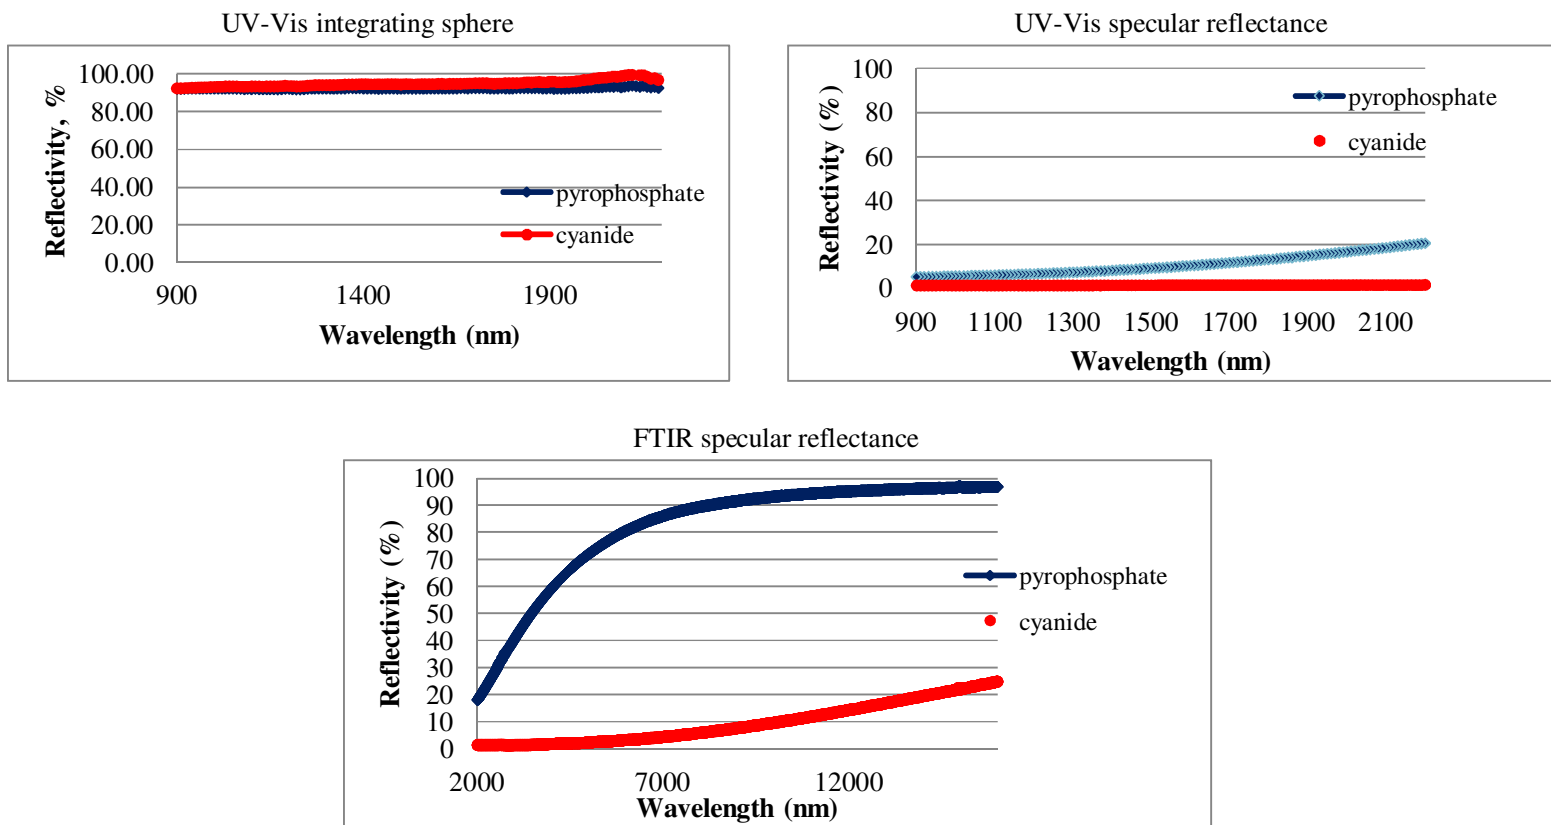 UV-Vis integrating sphere
100.00
80.00
60.00
40.00
20.00
0.00
Reflectivity, %
pyrophosphate
cyanide
900 1400 1900
Wavelength (nm)
UV-Vis specular reflectance
100
80
60
40
20
0
Reflectivity (%)
pyrophosphate
cyanide
900 1100 1300 1500 1700 1900 2100
Wavelength (nm)
FTIR specular reflectance
100
90
80
70
60
50
40
30
20
10
0
Reflectivity (%)
pyrophosphate
cyanide
2000 7000 12000
Wavelength (nm)